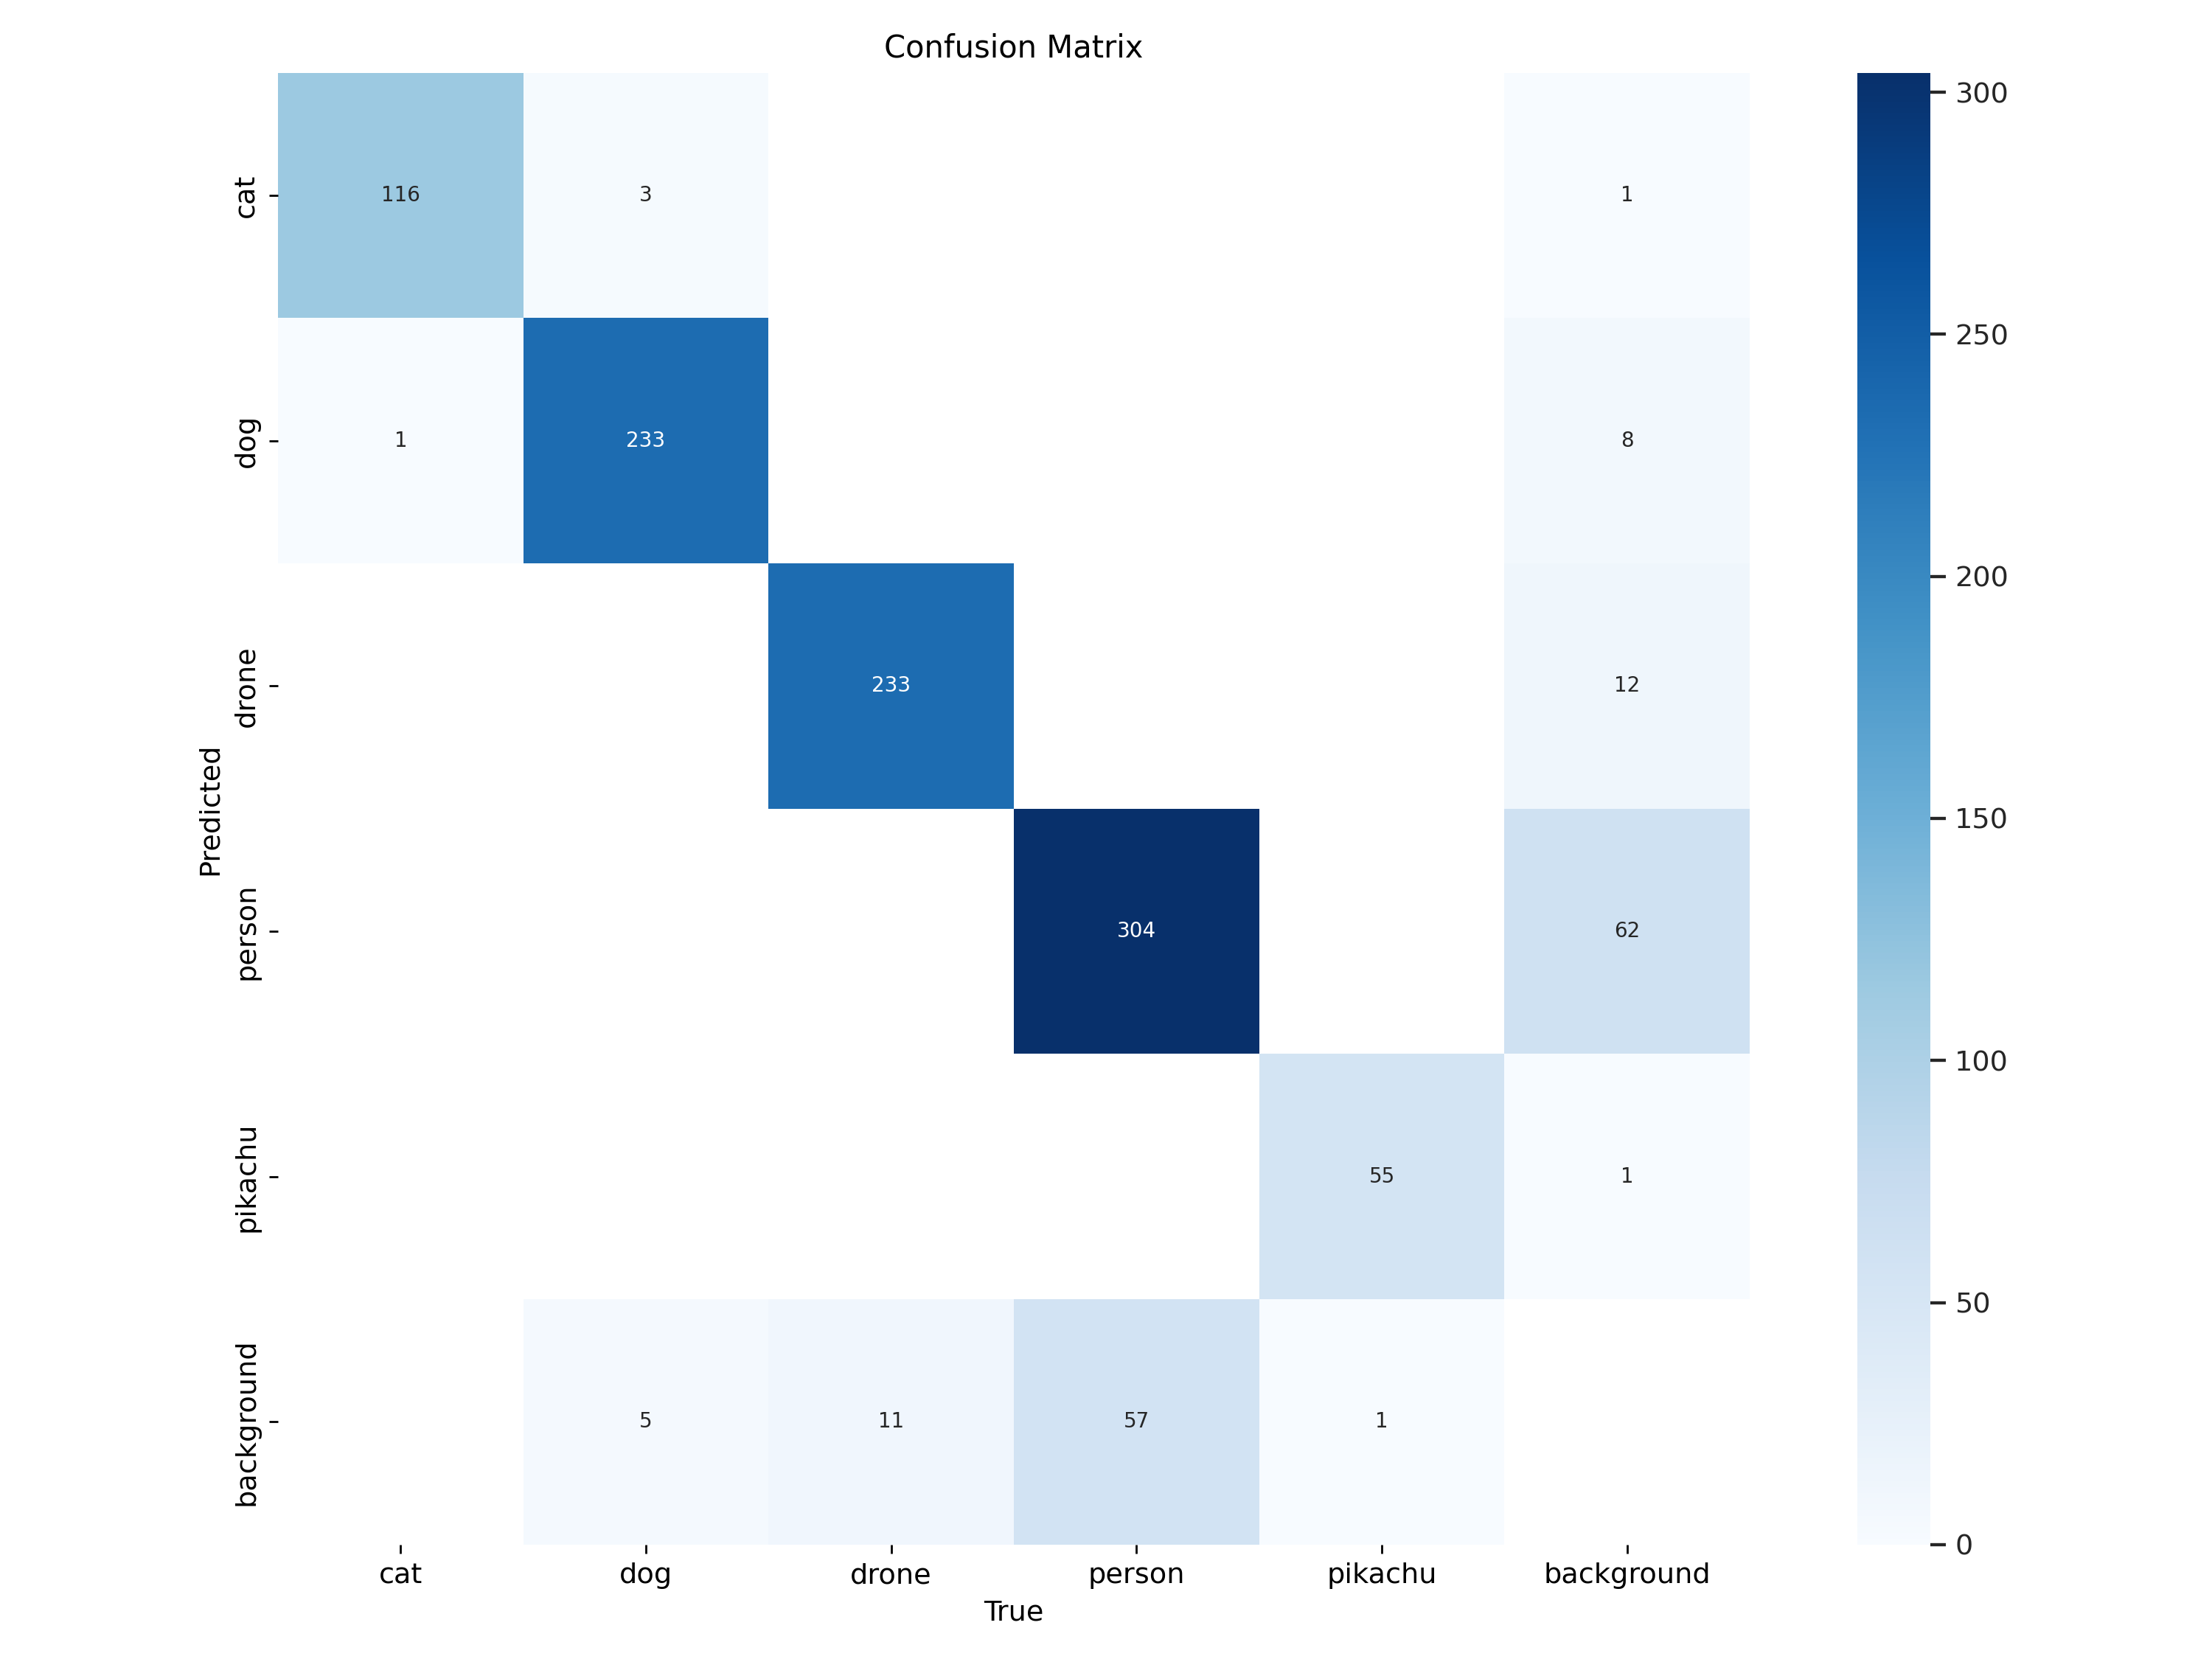 Confusion Matrix
Predicted
cat
116
3
1
dog
1
233
8
drone
233
12
person
304
62
pikachu
55
1
background
5
11
57
1
cat
dog
drone
person
pikachu
background
True
300
250
200
150
100
50
0